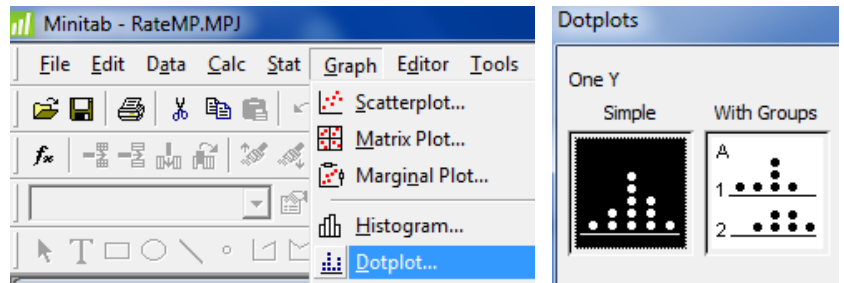 Minitab - RateMP.MPJ
File Edit Data Calc Stat Graph Editor Tools
Scatterplot...
Matrix Plot...
fx
Marginal Plot...
Histogram...
T
Dotplot...
Dotplots
One Y
Simple With Groups
A
1
2